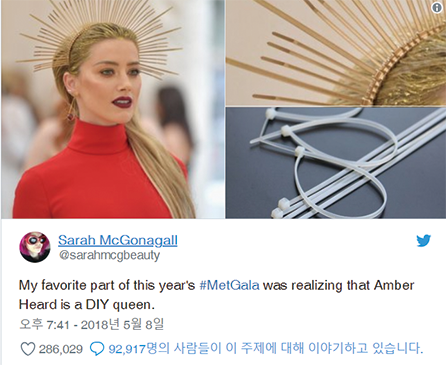 Sarah McGonagall
@sarahmcgbeauty
My favorite part of this year's #MetGala was realizing that Amber
Heard is a DIY queen.
오후 7:41 - 2018년 5월 8일
286,029 92,917명의 사람들이 이 주제에 대해 이야기하고 있습니다.